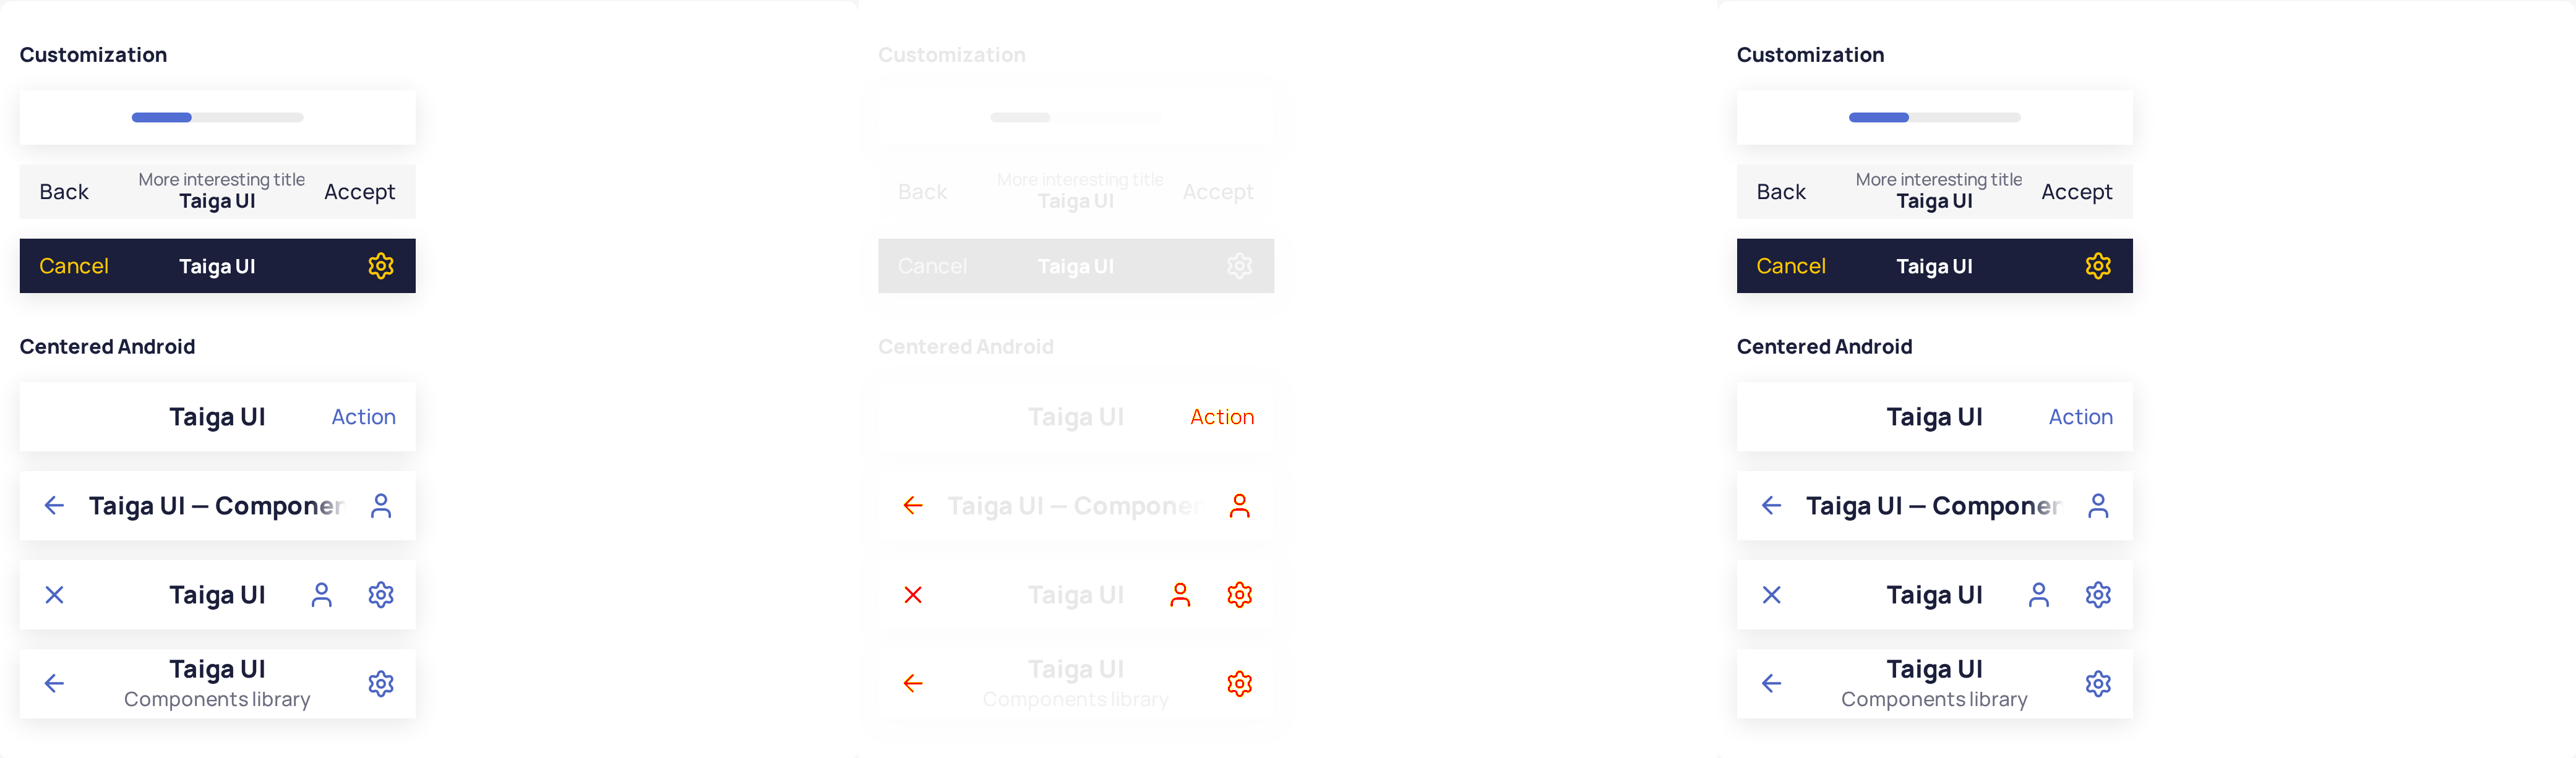 Customization
Back
More interesting title
Taiga UI
Accept
Cancel
Taiga UI
Centered Android
Taiga UI
Action
Taiga UI — Componen
Taiga UI
Taiga UI
Components library
Customization
Back
More interesting title
Taiga UI
Accept
Cancel
Taiga UI
Centered Android
Taiga UI
Action
Taiga UI — Componen
Taiga UI
Taiga UI
Components library
Customization
Back
More interesting title
Taiga UI
Accept
Cancel
Taiga UI
Centered Android
Taiga UI
Action
Taiga UI — Componen
Taiga UI
Taiga UI
Components library